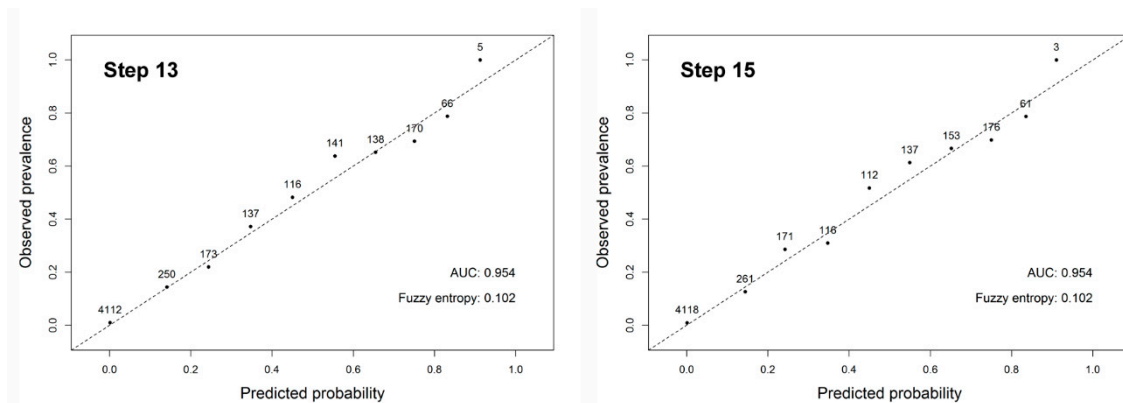 Step 13
Observed prevalence
1.0
0.8
0.6
0.4
0.2
0.0
5
66
170
138
141
116
137
173
250
4112
AUC: 0.954
Fuzzy entropy: 0.102
0.0 0.2 0.4 0.6 0.8 1.0
Predicted probability
Step 15
Observed prevalence
1.0
0.8
0.6
0.4
0.2
0.0
3
61
176
153
137
112
116
171
261
4118
AUC: 0.954
Fuzzy entropy: 0.102
0.0 0.2 0.4 0.6 0.8 1.0
Predicted probability